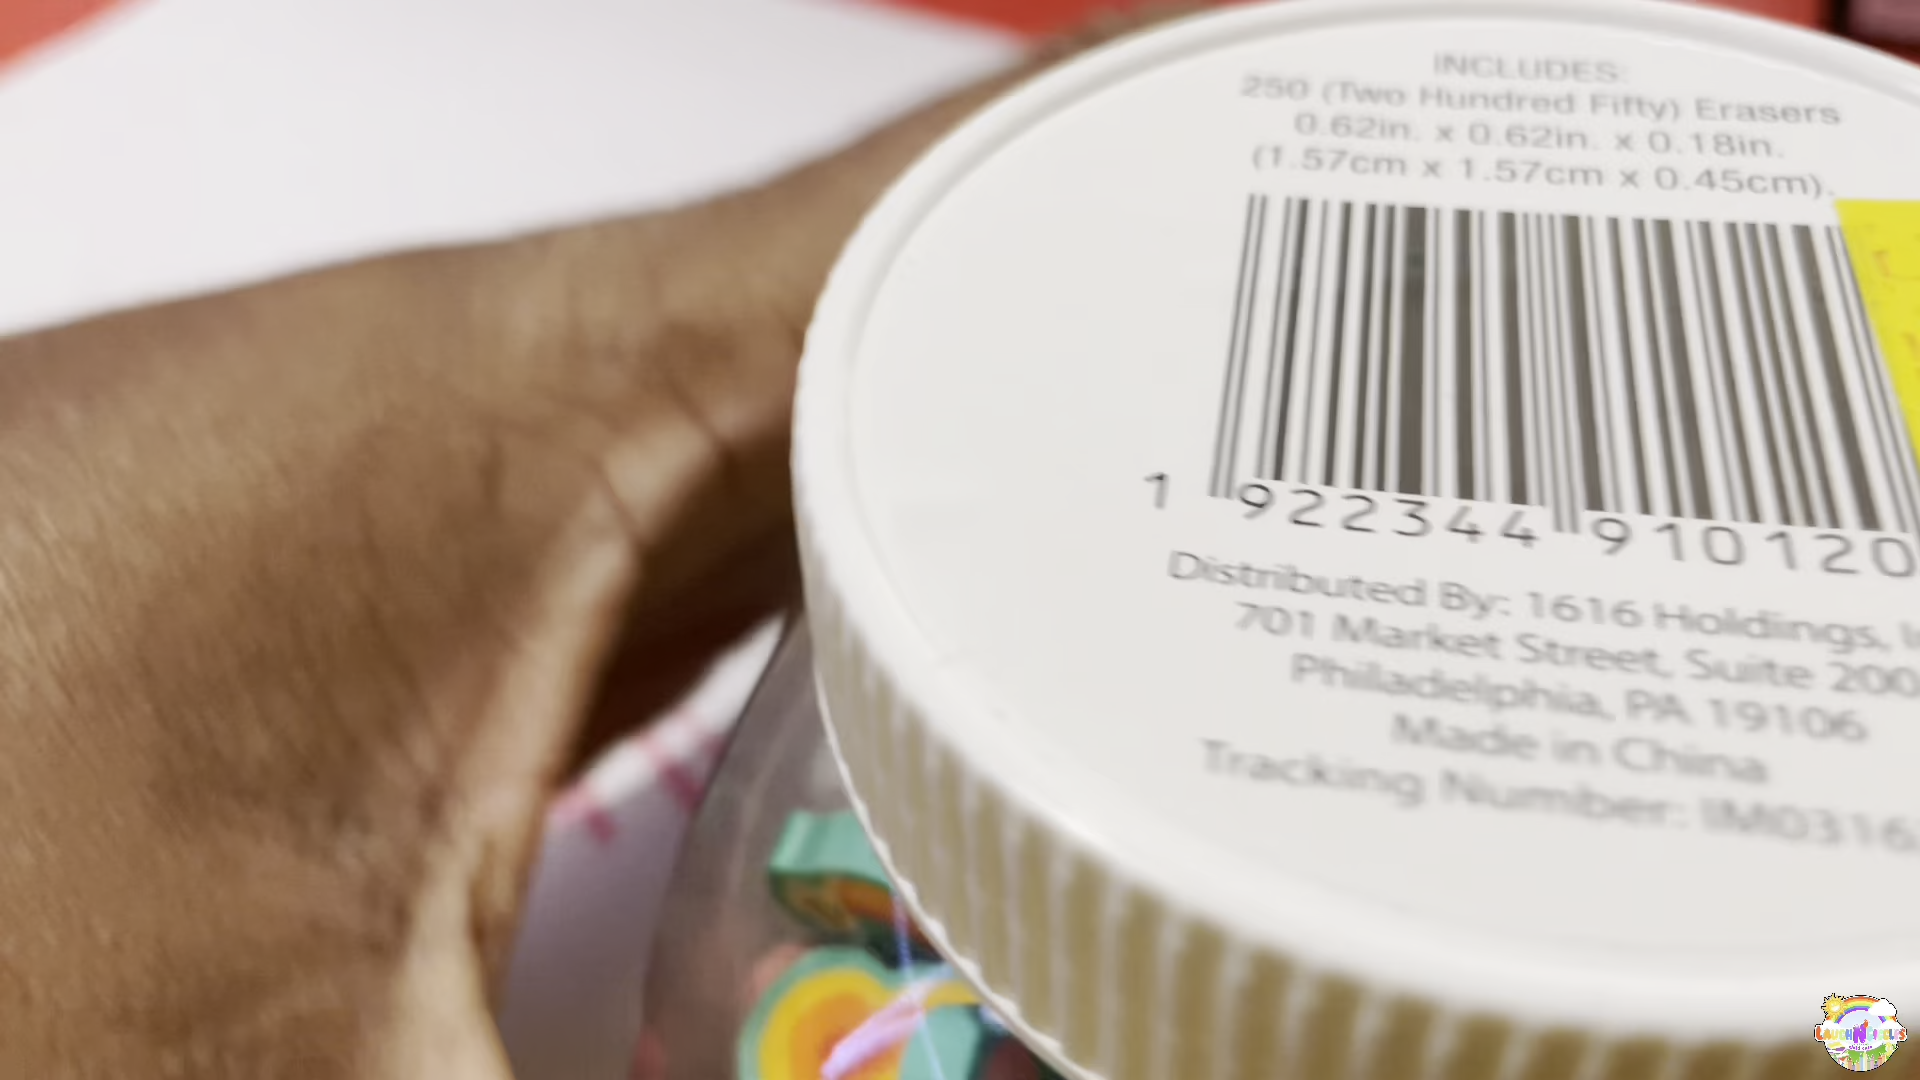 INCLUDES:
250 (Two Hundred Fifty) Erasers
0.62in. x 0.62in. x 0.18in.
(1.57cm x 1.57cm x 0.45cm).
1 922344 910120
Distributed By: 1616 Holdings,
701 Market Street, Suite 200
Philadelphia, PA 19106
Made in China
Tracking Number: